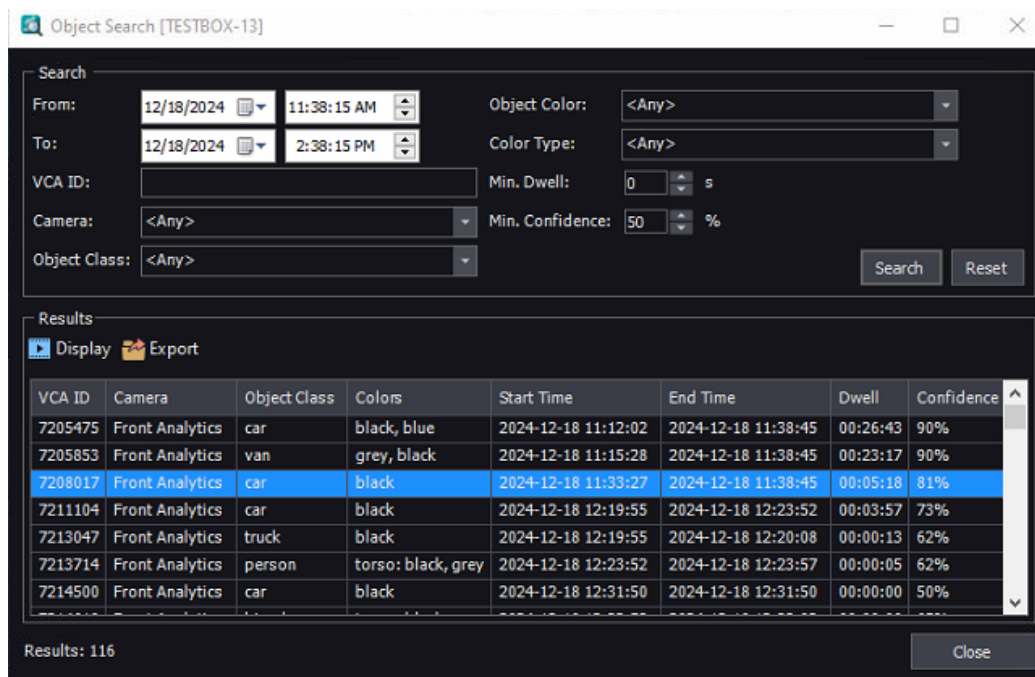 Object Search [TESTBOX-13]
Search
From: 12/18/2024 11:38:15 AM Object Color: <Any>
To: 12/18/2024 2:38:15 PM Color Type: <Any>
VCA ID: Min. Dwell: 0 s
Camera: <Any> Min. Confidence: 50 %
Object Class: <Any> Search Reset
Results
Display Export
VCA ID Camera Object Class Colors Start Time End Time Dwell Confidence
7205475 Front Analytics car black, blue 2024-12-18 11:12:02 2024-12-18 11:38:45 00:26:43 90%
7205853 Front Analytics van grey, black 2024-12-18 11:15:28 2024-12-18 11:38:45 00:23:17 90%
7208017 Front Analytics car black 2024-12-18 11:33:27 2024-12-18 11:38:45 00:05:18 81%
7211104 Front Analytics car black 2024-12-18 12:19:55 2024-12-18 12:23:52 00:03:57 73%
7213047 Front Analytics truck black 2024-12-18 12:19:55 2024-12-18 12:20:08 00:00:13 62%
7213714 Front Analytics person torso: black, grey 2024-12-18 12:23:52 2024-12-18 12:23:57 00:00:05 62%
7214500 Front Analytics car black 2024-12-18 12:31:50 2024-12-18 12:31:50 00:00:00 50%
Results: 116 Close